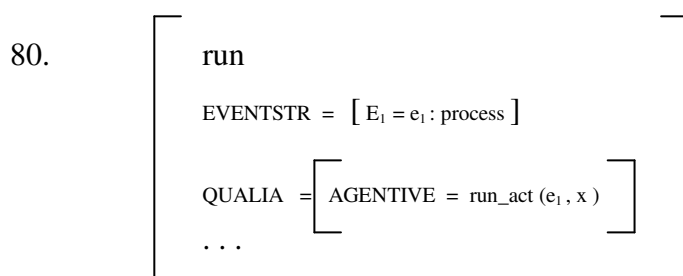 80. run
EVENTSTR = [ E₁ = e₁ : process ]
QUALIA = [ AGENTIVE = run_act (e₁ , x ) ]
. . .